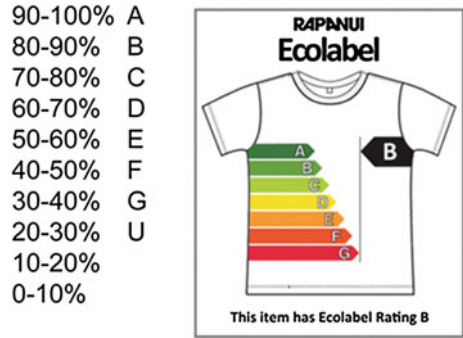 90-100% A
80-90% B
70-80% C
60-70% D
50-60% E
40-50% F
30-40% G
20-30% U
10-20%
0-10%
RAPANUI
Ecolabel
A
B
B
C
D
E
F
G
This item has Ecolabel Rating B